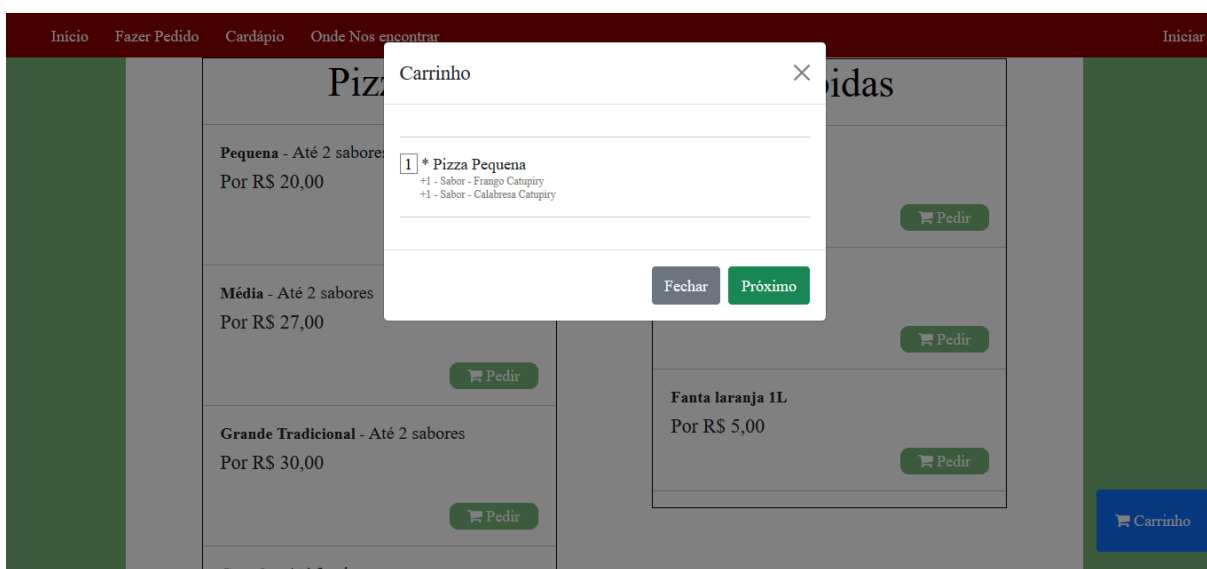 Início Fazer Pedido Cardápio Onde Nos encontrar Iniciar
Carrinho
Pizz
idas
Pequena - Até 2 sabores
Por R$ 20,00
1 * Pizza Pequena
+1 - Sabor - Frango Catupiry
+1 - Sabor - Calabresa Catupiry
Pedir
Fechar Próximo
Média - Até 2 sabores
Por R$ 27,00
Pedir
Pedir
Fanta laranja 1L
Por R$ 5,00
Pedir
Grande Tradicional - Até 2 sabores
Por R$ 30,00
Pedir
Carrinho